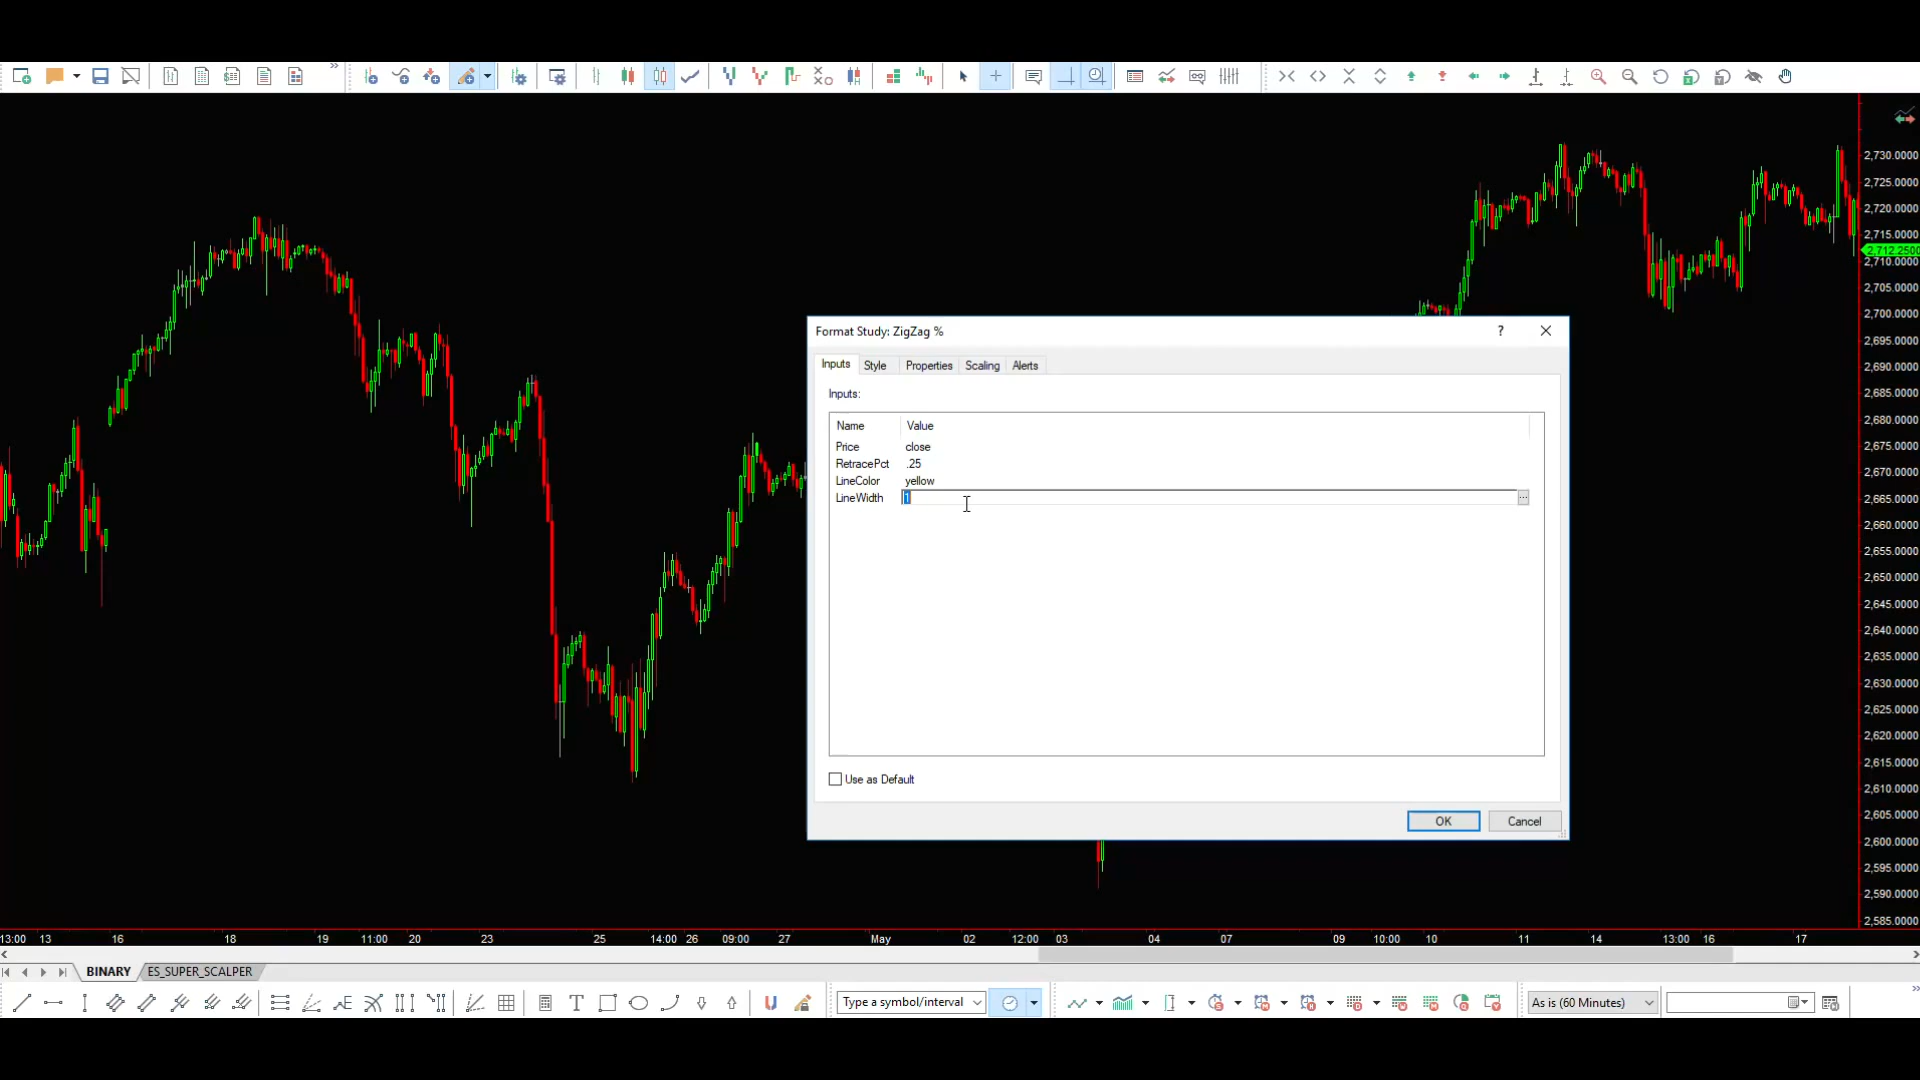 2,730.0000
2,725.0000
2,720.0000
2,715.0000
2,712.2500
2,710.0000
2,705.0000
2,700.0000
2,695.0000
2,690.0000
2,685.0000
2,680.0000
2,675.0000
2,670.0000
2,665.0000
2,660.0000
2,655.0000
2,650.0000
2,645.0000
2,640.0000
2,635.0000
2,630.0000
2,625.0000
2,620.0000
2,615.0000
2,610.0000
2,605.0000
2,600.0000
2,595.0000
2,590.0000
2,585.0000
Format Study: ZigZag %
Inputs Style Properties Scaling Alerts
Inputs:
Name Value
Price close
RetracePct .25
LineColor yellow
LineWidth 1
Use as Default
OK Cancel
13:00 13 16 18 19 11:00 20 23 25 14:00 26 09:00 27 May 02 12:00 03 04 07 09 10:00 10 11 14 13:00 16 17
BINARY ES_SUPER_SCALPER
Type a symbol/interval As is (60 Minutes)